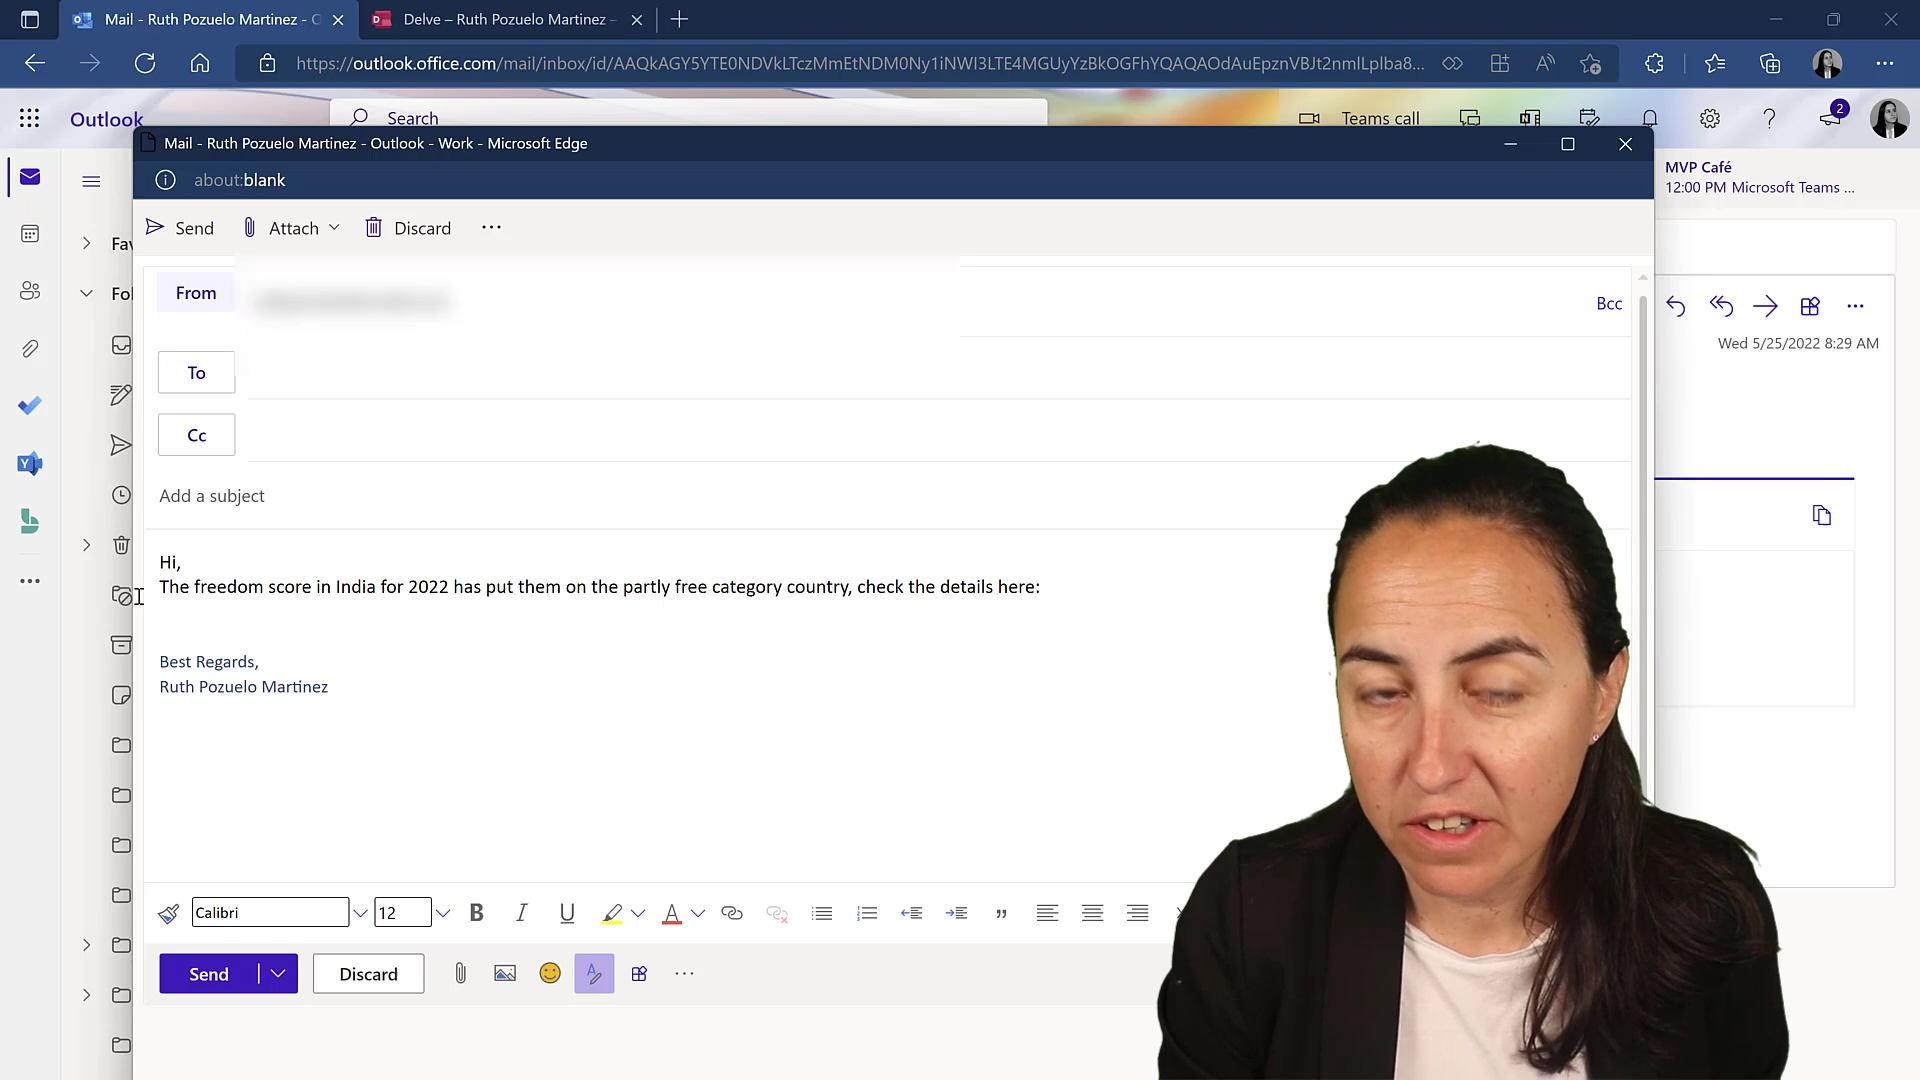 Mail - Ruth Pozuelo Martinez - O
Delve – Ruth Pozuelo Martinez –
https://outlook.office.com/mail/inbox/id/AAQkAGY5YTE0NDVkLTczMmEtNDM0Ny1iNWI3LTE4MGUyYzBkOGFhYQAQAOdAuEpznVBJt2nmlLplba8...
Outlook
Search
Teams call
2
Mail - Ruth Pozuelo Martinez - Outlook - Work - Microsoft Edge
MVP Café
12:00 PM Microsoft Teams ...
about:blank
Send
Attach
Discard
Fav
Fol
From
Bcc
Wed 5/25/2022 8:29 AM
To
Cc
Add a subject
Hi,
The freedom score in India for 2022 has put them on the partly free category country, check the details here:
Best Regards,
Ruth Pozuelo Martinez
Calibri
12
B
I
U
A
Send
Discard